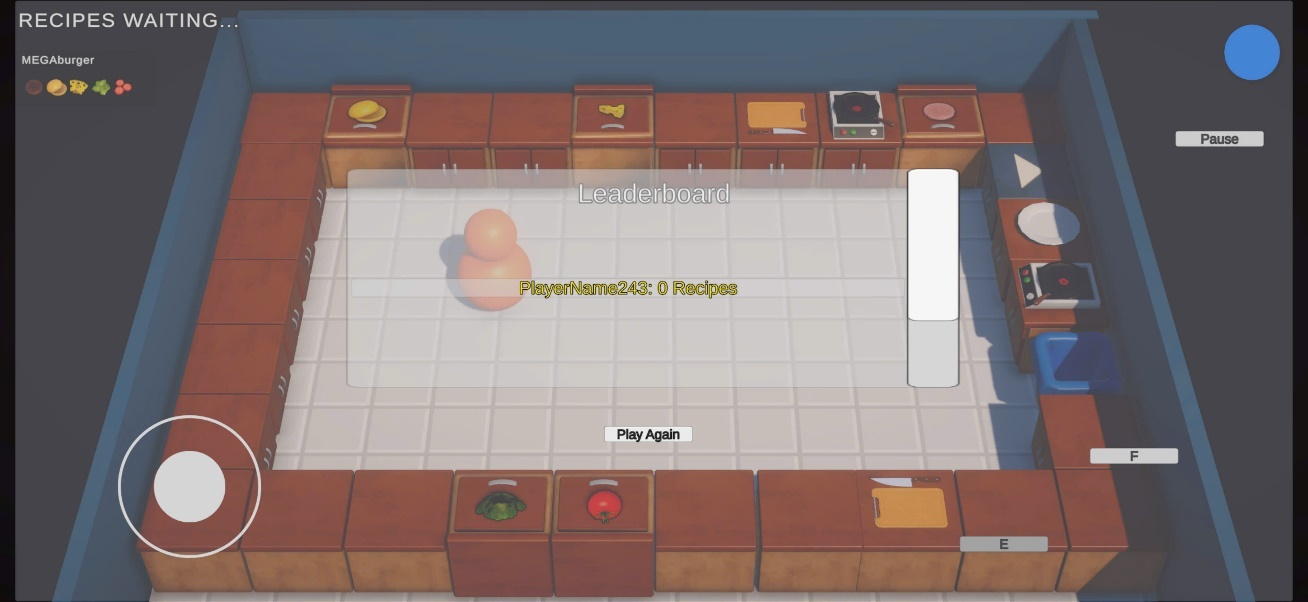 RECIPES WAITING...
MEGAburger
Pause
Leaderboard
PlayerName243: 0 Recipes
Play Again
F
E